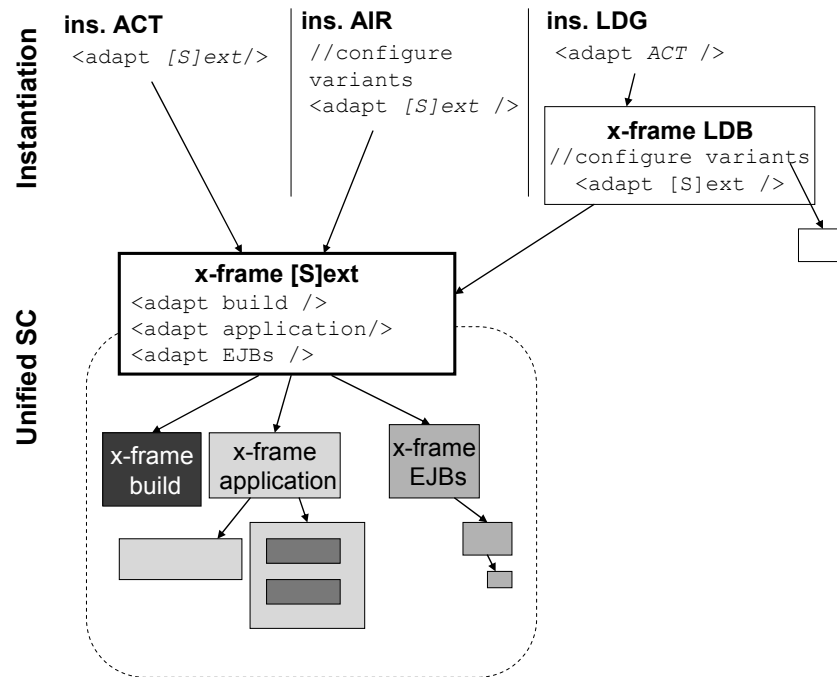 Instantiation
ins. ACT
<adapt [S]ext/>
ins. AIR
//configure
variants
<adapt [S]ext />
ins. LDG
<adapt ACT />
x-frame LDB
//configure variants
<adapt [S]ext />
Unified SC
x-frame [S]ext
<adapt build />
<adapt application/>
<adapt EJBs />
x-frame
build
x-frame
application
x-frame
EJBs